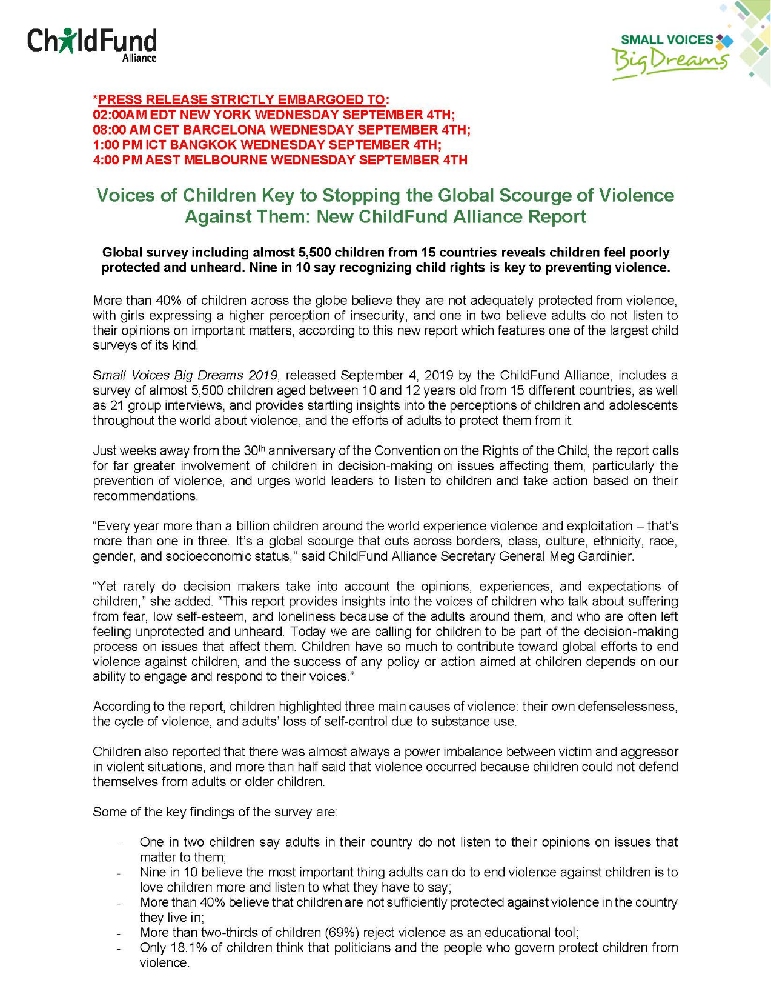 ChildFund
Alliance
SMALL VOICES
Big Dreams
*PRESS RELEASE STRICTLY EMBARGOED TO:
02:00AM EDT NEW YORK WEDNESDAY SEPTEMBER 4TH;
08:00 AM CET BARCELONA WEDNESDAY SEPTEMBER 4TH;
1:00 PM ICT BANGKOK WEDNESDAY SEPTEMBER 4TH;
4:00 PM AEST MELBOURNE WEDNESDAY SEPTEMBER 4TH
Voices of Children Key to Stopping the Global Scourge of Violence
Against Them: New ChildFund Alliance Report
Global survey including almost 5,500 children from 15 countries reveals children feel poorly
protected and unheard. Nine in 10 say recognizing child rights is key to preventing violence.
More than 40% of children across the globe believe they are not adequately protected from violence,
with girls expressing a higher perception of insecurity, and one in two believe adults do not listen to
their opinions on important matters, according to this new report which features one of the largest child
surveys of its kind.
Small Voices Big Dreams 2019, released September 4, 2019 by the ChildFund Alliance, includes a
survey of almost 5,500 children aged between 10 and 12 years old from 15 different countries, as well
as 21 group interviews, and provides startling insights into the perceptions of children and adolescents
throughout the world about violence, and the efforts of adults to protect them from it.
Just weeks away from the 30th anniversary of the Convention on the Rights of the Child, the report calls
for far greater involvement of children in decision-making on issues affecting them, particularly the
prevention of violence, and urges world leaders to listen to children and take action based on their
recommendations.
“Every year more than a billion children around the world experience violence and exploitation – that’s
more than one in three. It’s a global scourge that cuts across borders, class, culture, ethnicity, race,
gender, and socioeconomic status,” said ChildFund Alliance Secretary General Meg Gardinier.
“Yet rarely do decision makers take into account the opinions, experiences, and expectations of
children,” she added. “This report provides insights into the voices of children who talk about suffering
from fear, low self-esteem, and loneliness because of the adults around them, and who are often left
feeling unprotected and unheard. Today we are calling for children to be part of the decision-making
process on issues that affect them. Children have so much to contribute toward global efforts to end
violence against children, and the success of any policy or action aimed at children depends on our
ability to engage and respond to their voices.”
According to the report, children highlighted three main causes of violence: their own defenselessness,
the cycle of violence, and adults’ loss of self-control due to substance use.
Children also reported that there was almost always a power imbalance between victim and aggressor
in violent situations, and more than half said that violence occurred because children could not defend
themselves from adults or older children.
Some of the key findings of the survey are:
- One in two children say adults in their country do not listen to their opinions on issues that
matter to them;
- Nine in 10 believe the most important thing adults can do to end violence against children is to
love children more and listen to what they have to say;
- More than 40% believe that children are not sufficiently protected against violence in the country
they live in;
- More than two-thirds of children (69%) reject violence as an educational tool;
- Only 18.1% of children think that politicians and the people who govern protect children from
violence.